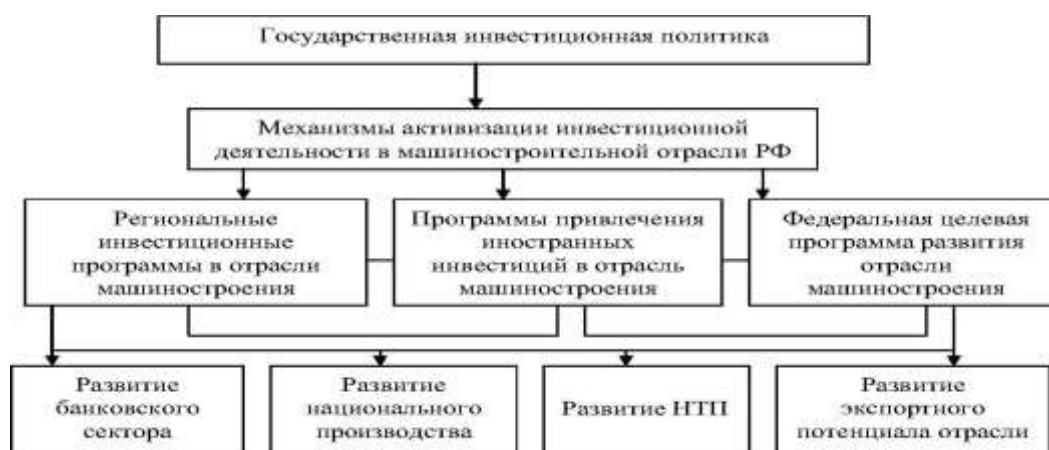 Государственная инвестиционная политика
Механизмы активизации инвестиционной
деятельности в машиностроительной отрасли РФ
Региональные
инвестиционные
программы в отрасли
машиностроения
Программы привлечения
иностранных
инвестиций в отрасль
машиностроения
Федеральная целевая
программа развития
отрасли
машиностроения
Развитие
банковского
сектора
Развитие
национального
производства
Развитие НТП
Развитие
экспортного
потенциала отрасли